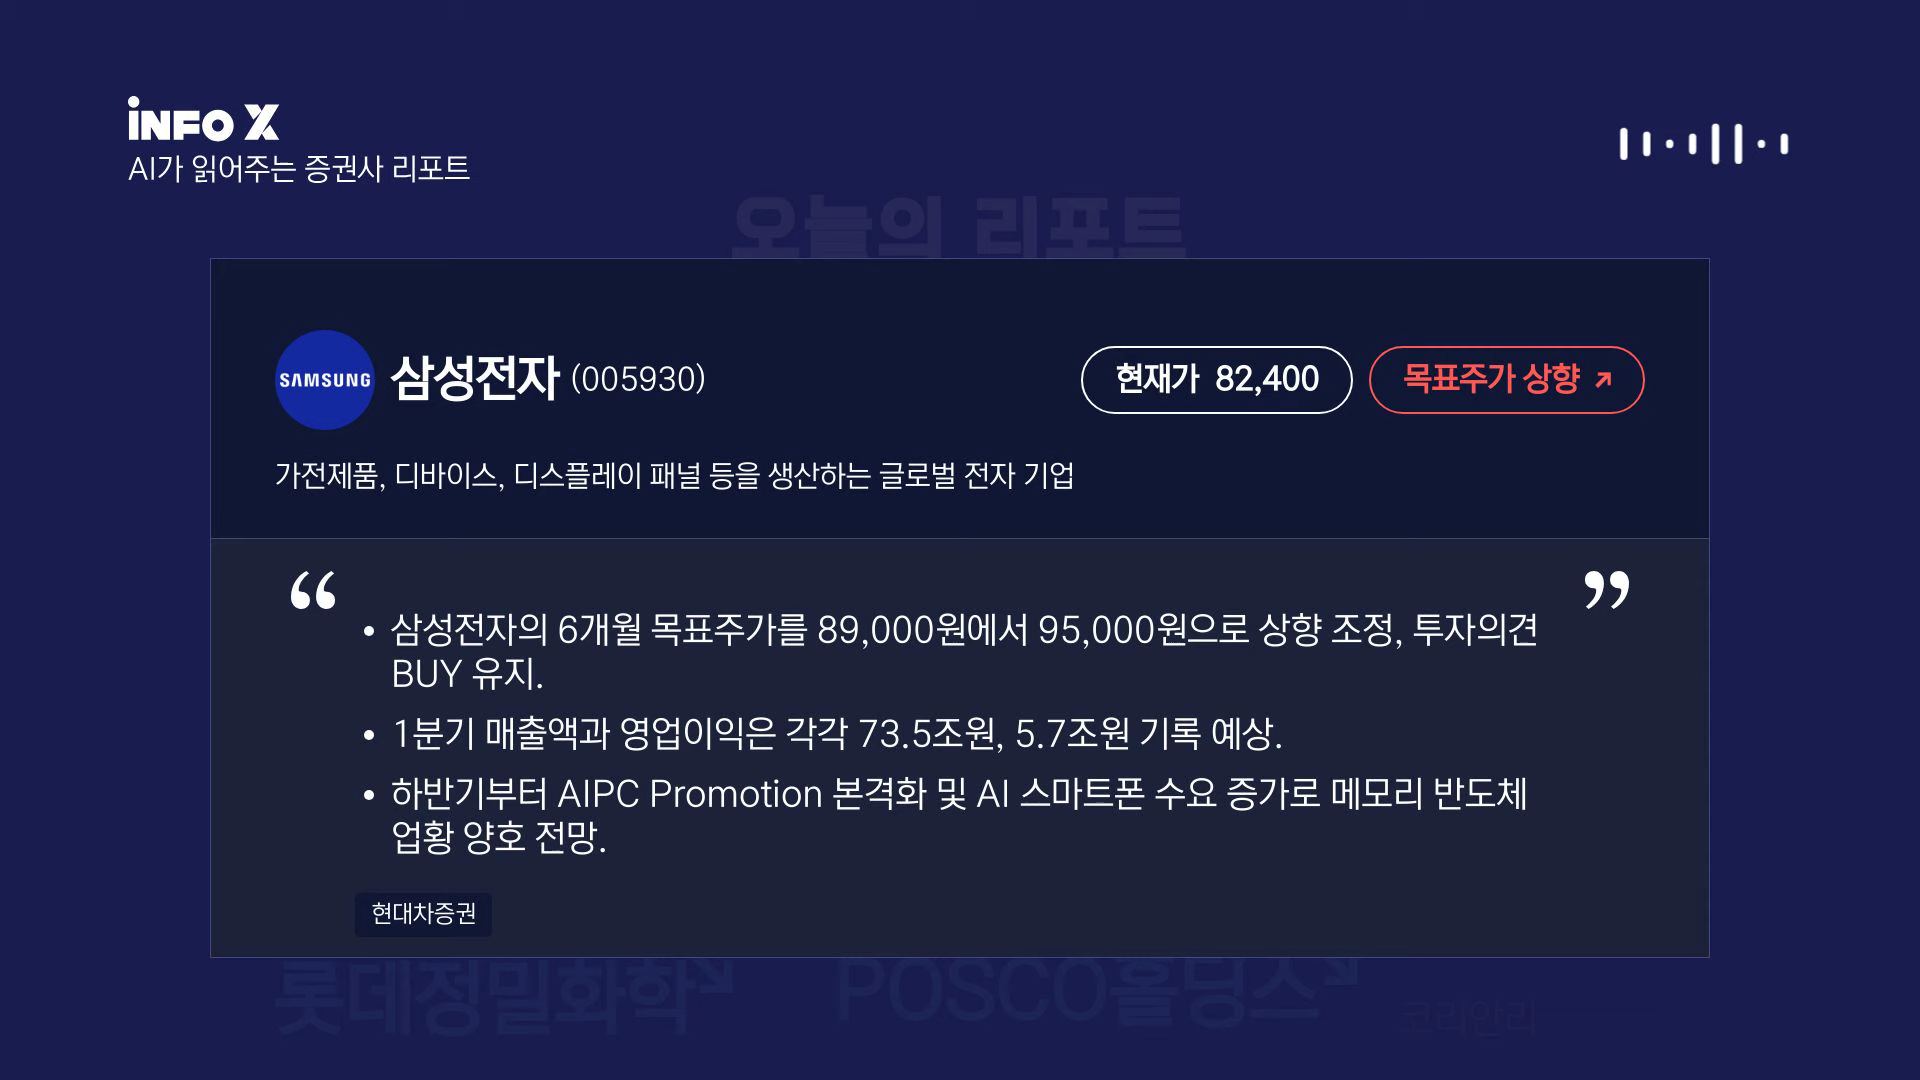 iNFO X
AI가 읽어주는 증권사 리포트
오늘의 리포트
SAMSUNG
삼성전자 (005930)
현재가 82,400
목표주가 상향
가전제품, 디바이스, 디스플레이 패널 등을 생산하는 글로벌 전자 기업
“ ”
• 삼성전자의 6개월 목표주가를 89,000원에서 95,000원으로 상향 조정, 투자의견
BUY 유지.
• 1분기 매출액과 영업이익은 각각 73.5조원, 5.7조원 기록 예상.
• 하반기부터 AIPC Promotion 본격화 및 AI 스마트폰 수요 증가로 메모리 반도체
업황 양호 전망.
현대차증권
롯데정밀화학 POSCO홀딩스
코리안리